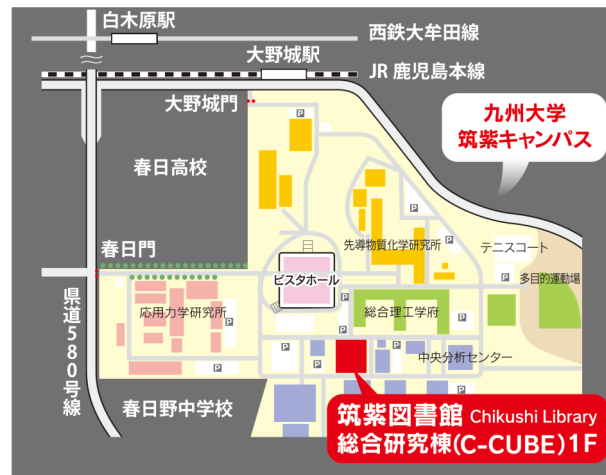 白木原駅
西鉄大牟田線
大野城駅
JR 鹿児島本線
大野城門
九州大学
筑紫キャンパス
春日高校
P
P
春日門
先導物質化学研究所
P
テニスコート
P
P
多目的運動場
ビスタホール
応用力学研究所
P
P
総合理工学府
P
県道580号線
P
P
中央分析センター
P
P
春日野中学校
筑紫図書館 Chikushi Library
総合研究棟(C-CUBE)1F